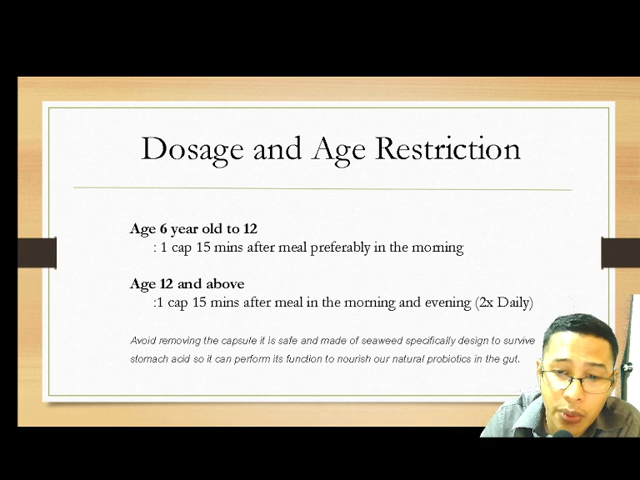 Dosage and Age Restriction
Age 6 year old to 12
: 1 cap 15 mins after meal preferably in the morning
Age 12 and above
:1 cap 15 mins after meal in the morning and evening (2x Daily)
Avoid removing the capsule it is safe and made of seaweed specifically design to survive
stomach acid so it can perform its function to nourish our natural probiotics in the gut.